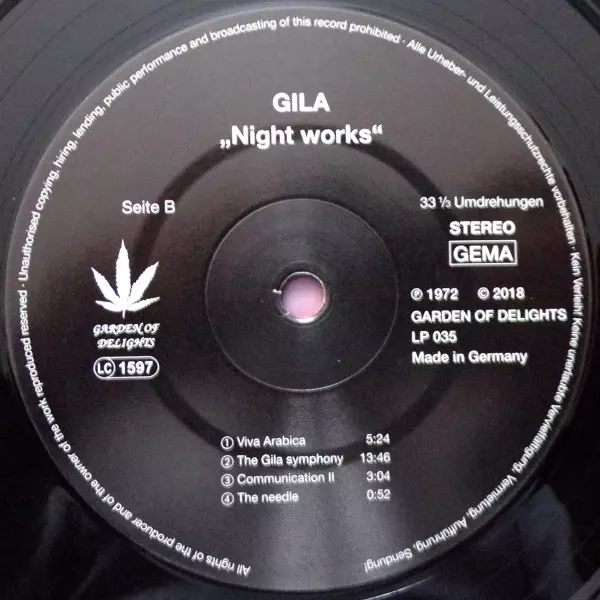 GILA
„Night works“
Seite B
33 ⅓ Umdrehungen
STEREO
GEMA
GARDEN OF
DELIGHTS
LC 1597
℗ 1972 © 2018
GARDEN OF DELIGHTS
LP 035
Made in Germany
① Viva Arabica 5:24
② The Gila symphony 13:46
③ Communication II 3:04
④ The needle 0:52
All rights of the producer and of the owner of the work reproduced reserved · Unauthorised copying, hiring, lending, public performance and broadcasting of this record prohibited · Alle Urheber- und Leistungsschutzrechte vorbehalten · Kein Verleih! Keine unerlaubte Vervielfältigung, Vermietung, Aufführung, Sendung!